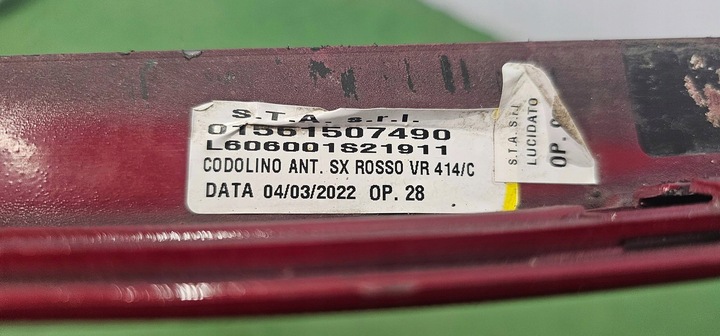 S.T.A. s.r.l.
01561507490
L606001S21911
CODOLINO ANT. SX ROSSO VR 414/C
DATA 04/03/2022 OP. 28
S.T.A. S.r.l
LUCIDATO
OP.